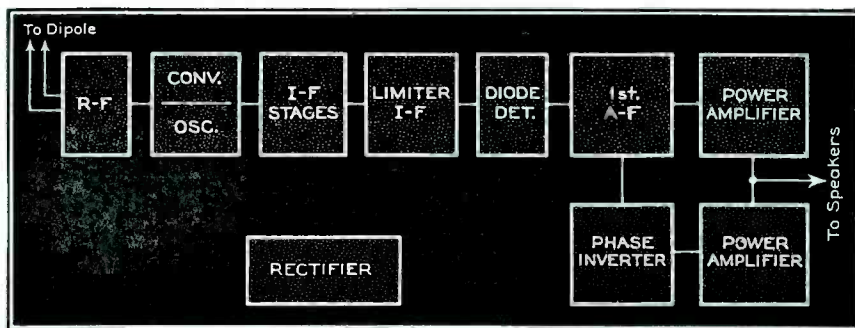 To Dipole
R-F
CONV.
OSC.
I-F
STAGES
LIMITER
I-F
DIODE
DET.
1st.
A-F
POWER
AMPLIFIER
To Speakers
RECTIFIER
PHASE
INVERTER
POWER
AMPLIFIER